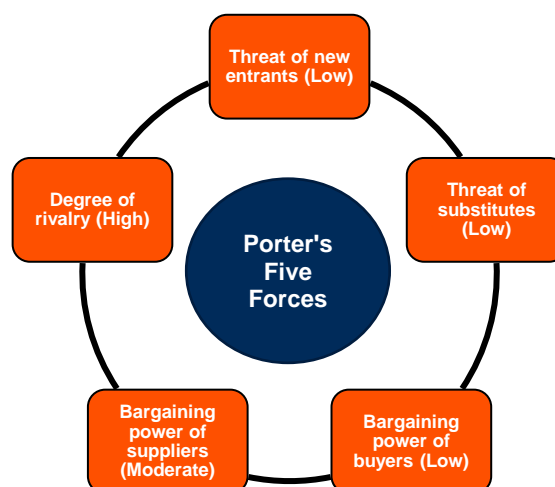 Threat of new
entrants (Low)
Degree of
rivalry (High)
Threat of
substitutes
(Low)
Porter's
Five
Forces
Bargaining
power of
suppliers
(Moderate)
Bargaining
power of
buyers (Low)